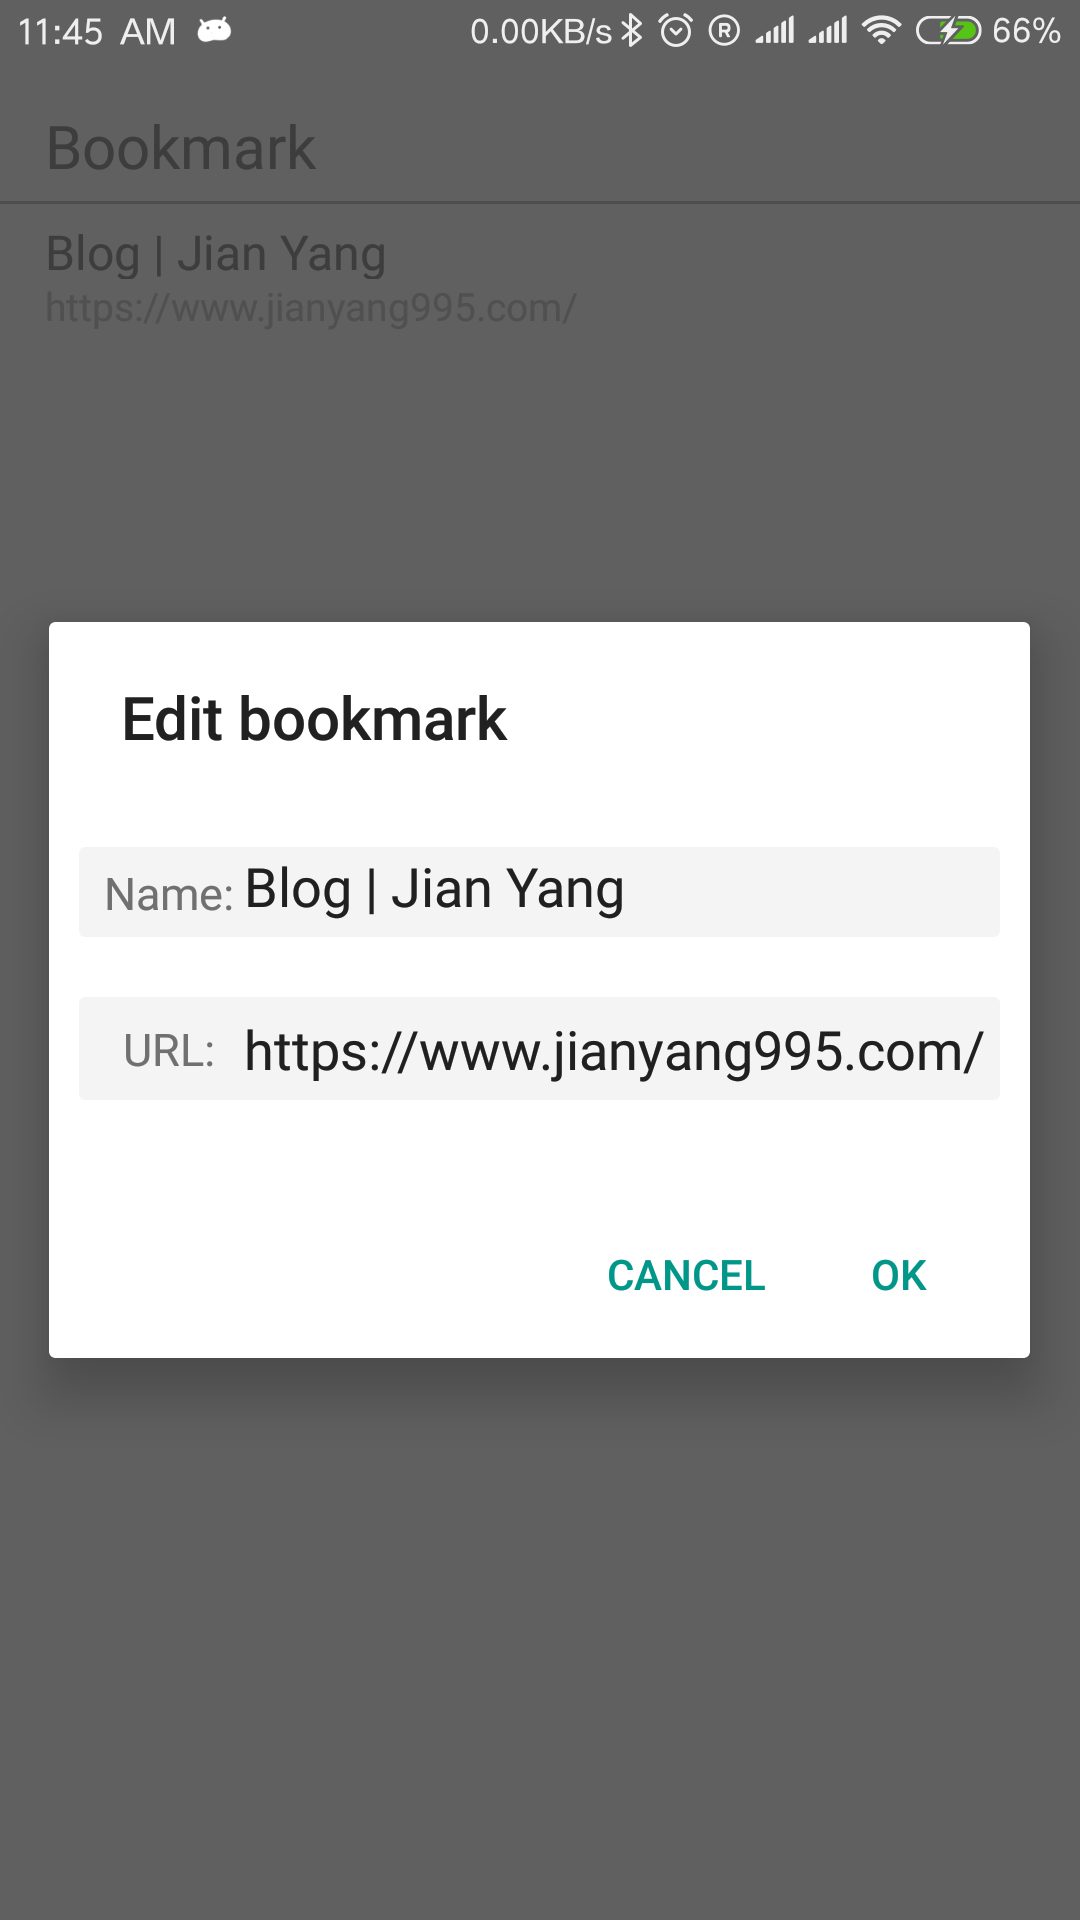 11:45 AM 0.00KB/s R 66%
Bookmark
Blog | Jian Yang
https://www.jianyang995.com/
Edit bookmark
Name: Blog | Jian Yang
URL: https://www.jianyang995.com/
CANCEL OK